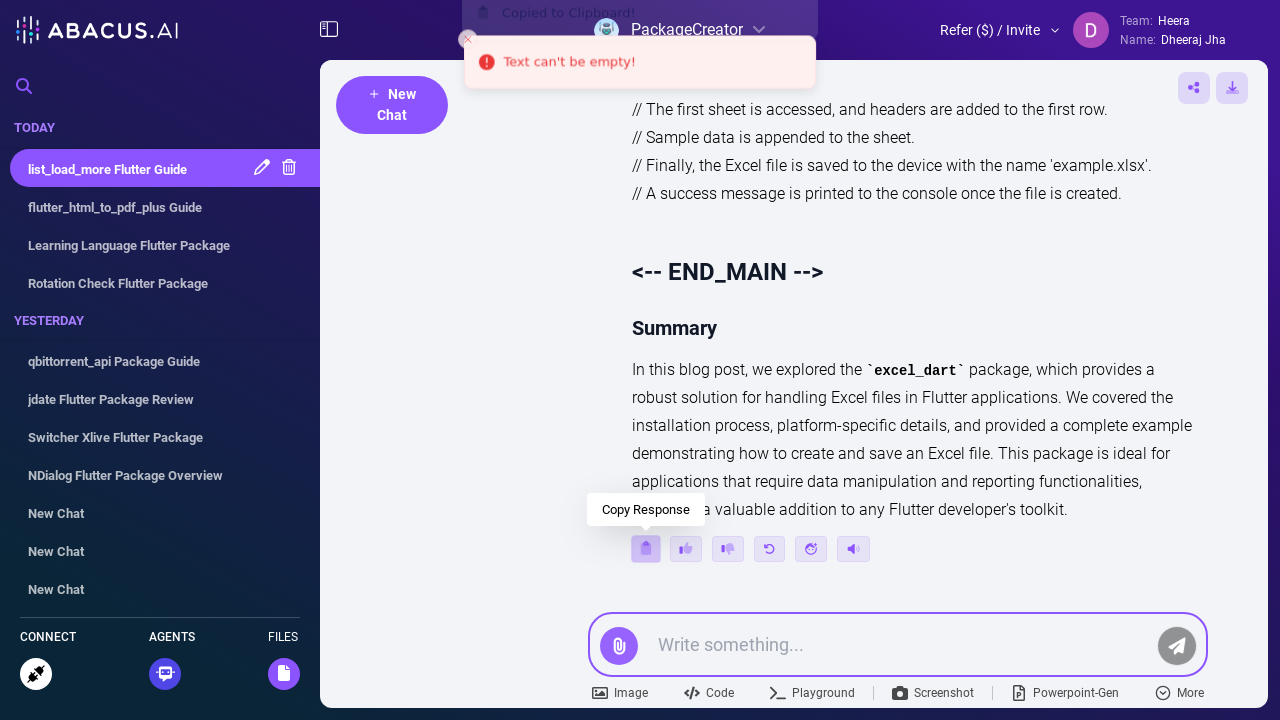 ABACUS.AI
Copied to Clipboard!
PackageCreator
Refer ($) / Invite
D
Team: Heera
Name: Dheeraj Jha
Text can't be empty!
+ New Chat
TODAY
list_load_more Flutter Guide
flutter_html_to_pdf_plus Guide
Learning Language Flutter Package
Rotation Check Flutter Package
YESTERDAY
qbittorrent_api Package Guide
jdate Flutter Package Review
Switcher Xlive Flutter Package
NDialog Flutter Package Overview
New Chat
New Chat
New Chat
CONNECT
AGENTS
FILES
// The first sheet is accessed, and headers are added to the first row.
// Sample data is appended to the sheet.
// Finally, the Excel file is saved to the device with the name 'example.xlsx'.
// A success message is printed to the console once the file is created.
<-- END_MAIN -->
Summary
In this blog post, we explored the `excel_dart` package, which provides a
robust solution for handling Excel files in Flutter applications. We covered the
installation process, platform-specific details, and provided a complete example
demonstrating how to create and save an Excel file. This package is ideal for
applications that require data manipulation and reporting functionalities,
a valuable addition to any Flutter developer's toolkit.
Copy Response
Write something...
Image
Code
Playground
Screenshot
Powerpoint-Gen
More